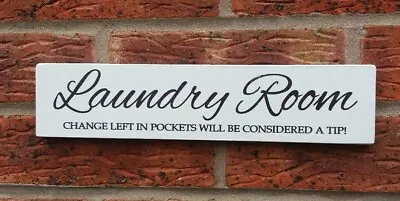 Laundry Room
CHANGE LEFT IN POCKETS WILL BE CONSIDERED A TIP!